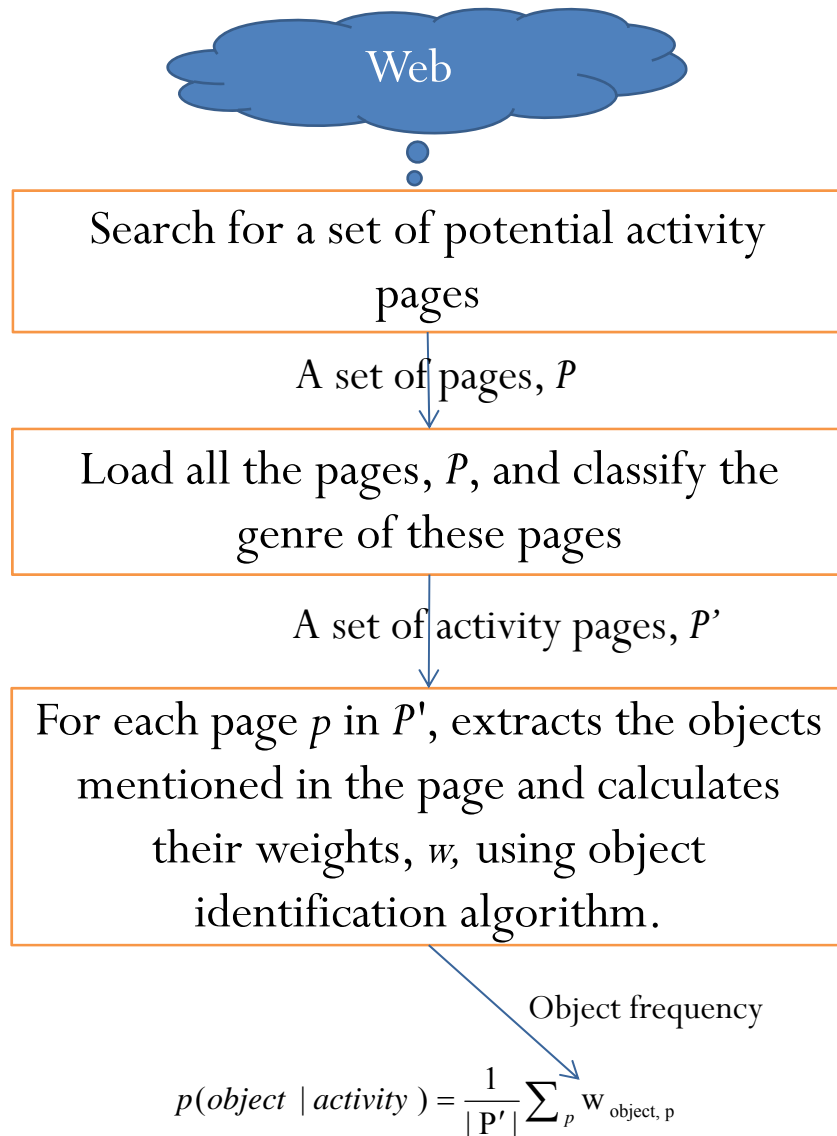 Web
Search for a set of potential activity
pages
A set of pages, P
Load all the pages, P, and classify the
genre of these pages
A set of activity pages, P’
For each page p in P', extracts the objects
mentioned in the page and calculates
their weights, w, using object
identification algorithm.
Object frequency
p(object | activity ) = 1/| P′ | ∑ p w object, p